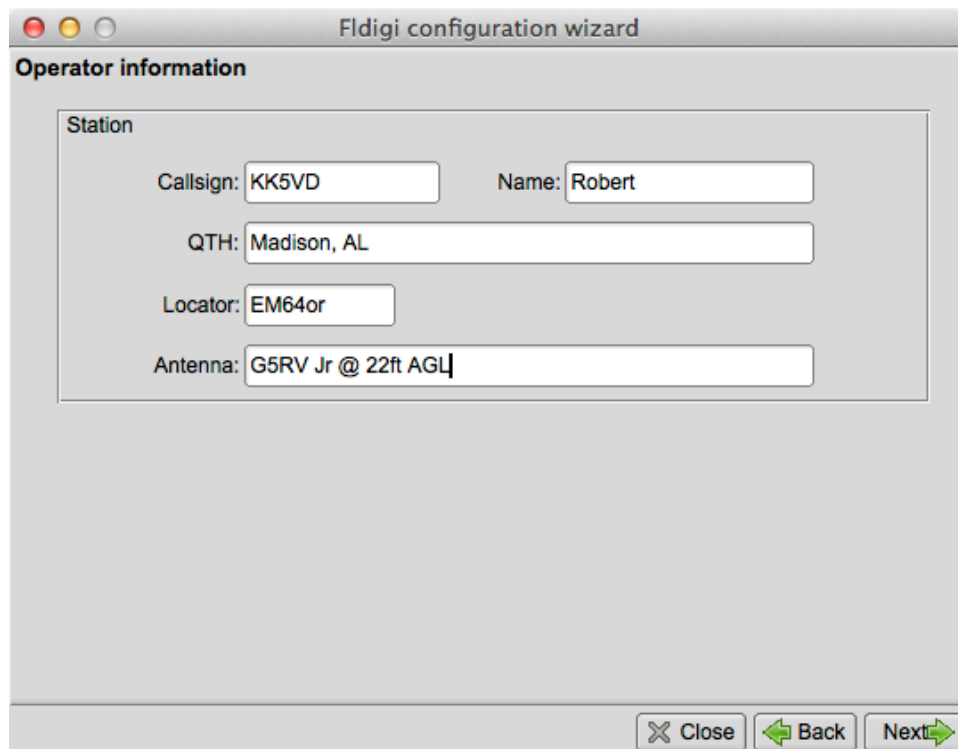 Fldigi configuration wizard
Operator information
Station
Callsign: KK5VD Name: Robert
QTH: Madison, AL
Locator: EM64or
Antenna: G5RV Jr @ 22ft AGL
Close Back Next